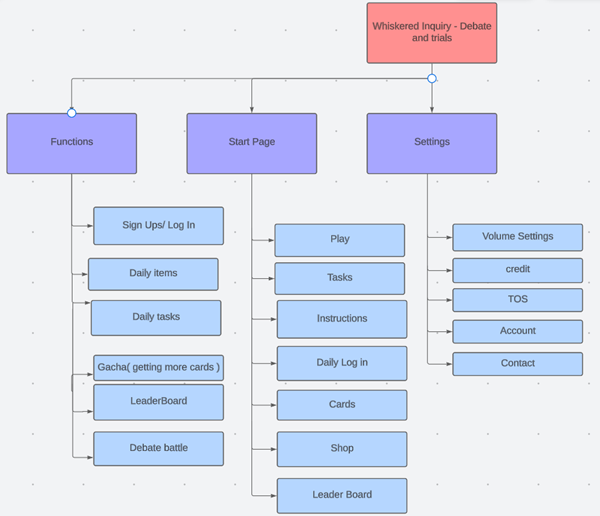 Whiskered Inquiry - Debate
and trials
Functions
Start Page
Settings
Sign Ups/ Log In
Daily items
Daily tasks
Gacha( getting more cards )
LeaderBoard
Debate battle
Play
Tasks
Instructions
Daily Log in
Cards
Shop
Leader Board
Volume Settings
credit
TOS
Account
Contact